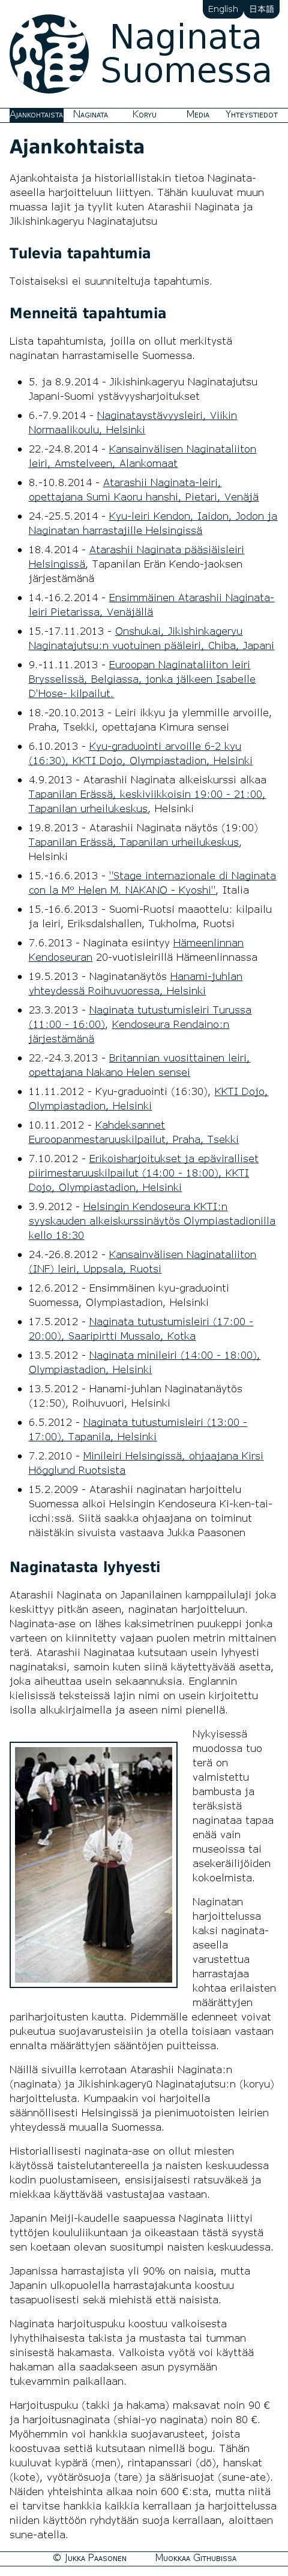 English 日本語
Naginata
Suomessa
Ajankohtaista Naginata Koryu Media Yhteystiedot
Ajankohtaista
Ajankohtaista ja historiallistakin tietoa Naginata-
aseella harjoitteluun liittyen. Tähän kuuluvat muun
muassa lajit ja tyylit kuten Atarashii Naginata ja
Jikishinkageryu Naginatajutsu
Tulevia tapahtumia
Toistaiseksi ei suunniteltuja tapahtumis.
Menneitä tapahtumia
Lista tapahtumista, joilla on ollut merkitystä
naginatan harrastamiselle Suomessa.
• 5. ja 8.9.2014 - Jikishinkageryu Naginatajutsu
Japani-Suomi ystävyysharjoitukset
• 6.-7.9.2014 - Naginataystävyysleiri, Viikin
Normaalikoulu, Helsinki
• 22.-24.8.2014 - Kansainvälisen Naginataliiton
leiri, Amstelveen, Alankomaat
• 8.-10.8.2014 - Atarashii Naginata-leiri,
opettajana Sumi Kaoru hanshi, Pietari, Venäjä
• 24.-25.5.2014 - Kyu-leiri Kendon, Iaidon, Jodon ja
Naginatan harrastajille Helsingissä
• 18.4.2014 - Atarashii Naginata pääsiäisleiri
Helsingissä, Tapanilan Erän Kendo-jaoksen
järjestämänä
• 14.-16.2.2014 - Ensimmäinen Atarashii Naginata-
leiri Pietarissa, Venäjällä
• 15.-17.11.2013 - Onshukai, Jikishinkageryu
Naginatajutsu:n vuotuinen pääleiri, Chiba, Japani
• 9.-11.11.2013 - Euroopan Naginataliiton leiri
Brysselissä, Belgiassa, jonka jälkeen Isabelle
D'Hose- kilpailut.
• 18.-20.10.2013 - Leiri ikkyu ja ylemmille arvoille,
Praha, Tsekki, opettajana Kimura sensei
• 6.10.2013 - Kyu-graduointi arvoille 6-2 kyu
(16:30), KKTI Dojo, Olympiastadion, Helsinki
• 4.9.2013 - Atarashii Naginata alkeiskurssi alkaa
Tapanilan Erässä, keskiviikkoisin 19:00 - 21:00,
Tapanilan urheilukeskus, Helsinki
• 19.8.2013 - Atarashii Naginata näytös (19:00)
Tapanilan Erässä, Tapanilan urheilukeskus,
Helsinki
• 15.-16.6.2013 - "Stage internazionale di Naginata
con la M° Helen M. NAKANO - Kyoshi", Italia
• 15.-16.6.2013 - Suomi-Ruotsi maaottelu: kilpailu
ja leiri, Eriksdalshallen, Tukholma, Ruotsi
• 7.6.2013 - Naginata esiintyy Hämeenlinnan
Kendoseuran 20-vuotisleirillä Hämeenlinnassa
• 19.5.2013 - Naginatanäytös Hanami-juhlan
yhteydessä Roihuvuoressa, Helsinki
• 23.3.2013 - Naginata tutustumisleiri Turussa
(11:00 - 16:00), Kendoseura Rendaino:n
järjestämänä
• 22.-24.3.2013 - Britannian vuosittainen leiri,
opettajana Nakano Helen sensei
• 11.11.2012 - Kyu-graduointi (16:30), KKTI Dojo,
Olympiastadion, Helsinki
• 10.11.2012 - Kahdeksannet
Euroopanmestaruuskilpailut, Praha, Tsekki
• 7.10.2012 - Erikoisharjoitukset ja epäviralliset
piirimestaruuskilpailut (14:00 - 18:00), KKTI
Dojo, Olympiastadion, Helsinki
• 3.9.2012 - Helsingin Kendoseura KKTI:n
syyskauden alkeiskurssinäytös Olympiastadionilla
kello 18:30
• 24.-26.8.2012 - Kansainvälisen Naginataliiton
(INF) leiri, Uppsala, Ruotsi
• 12.6.2012 - Ensimmäinen kyu-graduointi
Suomessa, Olympiastadion, Helsinki
• 17.5.2012 - Naginata tutustumisleiri (17:00 -
20:00), Saaripirtti Mussalo, Kotka
• 13.5.2012 - Naginata minileiri (14:00 - 18:00),
Olympiastadion, Helsinki
• 13.5.2012 - Hanami-juhlan Naginatanäytös
(12:50), Roihuvuori, Helsinki
• 6.5.2012 - Naginata tutustumisleiri (13:00 -
17:00), Tapanila, Helsinki
• 7.2.2010 - Minileiri Helsingissä, ohjaajana Kirsi
Högglund Ruotsista
• 15.2.2009 - Atarashii naginatan harjoittelu
Suomessa alkoi Helsingin Kendoseura Ki-ken-tai-
icchi:ssä. Siitä saakka ohjaajana on toiminut
näistäkin sivuista vastaava Jukka Paasonen
Naginatasta lyhyesti
Atarashii Naginata on Japanilainen kamppailulaji joka
keskittyy pitkän aseen, naginatan harjoitteluun.
Naginata-ase on lähes kaksimetrinen puukeppi jonka
varteen on kiinnitetty vajaan puolen metrin mittainen
terä. Atarashii Naginataa kutsutaan usein lyhyesti
naginataksi, samoin kuten siinä käytettyävää asetta,
joka aiheuttaa usein sekaannuksia. Englannin
kielisissä teksteissä lajin nimi on usein kirjoitettu
isolla alkukirjaimella ja aseen nimi pienellä.
Nykyisessä
muodossa tuo
terä on
valmistettu
bambusta ja
teräksistä
naginataa tapaa
enää vain
museoissa tai
asekeräilijöiden
kokoelmista.
Naginatan
harjoittelussa
kaksi naginata-
aseella
varustettua
harrastajaa
kohtaa erilaisten
määrättyjen
pariharjoitusten kautta. Pidemmälle edenneet voivat
pukeutua suojavarusteisiin ja otella toisiaan vastaan
ennalta määrättyjen sääntöjen puitteissa.
Näillä sivuilla kerrotaan Atarashii Naginata:n
(naginata) ja Jikishinkageryū Naginatajutsu:n (koryu)
harjoittelusta. Kumpaakin voi harjoitella
säännöllisesti Helsingissä ja pienimuotoisten leirien
yhteydessä muualla Suomessa.
Historiallisesti naginata-ase on ollut miesten
käytössä taistelutantereella ja naisten keskuudessa
kodin puolustamiseen, ensisijaisesti ratsuväkeä ja
miekkaa käyttävää vastustajaa vastaan.
Japanin Meiji-kaudelle saapuessa Naginata liittyi
tyttöjen koululiikuntaan ja oikeastaan tästä syystä
sen koetaan olevan suositumpi naisten keskuudessa.
Japanissa harrastajista yli 90% on naisia, mutta
Japanin ulkopuolella harrastajakunta koostuu
tasapuolisesti sekä miehistä että naisista.
Naginata harjoituspuku koostuu valkoisesta
lyhythihaisesta takista ja mustasta tai tumman
sinisestä hakamasta. Valkoista vyötä voi käyttää
hakaman alla saadakseen asun pysymään
tukevammin paikallaan.
Harjoituspuku (takki ja hakama) maksavat noin 90 €
ja harjoitusnaginata (shiai-yo naginata) noin 80 €.
Myöhemmin voi hankkia suojavarusteet, joista
koostuvaa settiä kutsutaan nimellä bogu. Tähän
kuuluvat kypärä (men), rintapanssari (dō), hanskat
(kote), vyötärösuoja (tare) ja säärisuojat (sune-ate).
Näiden yhteishinta alkaa noin 600 €:sta, mutta niitä
ei tarvitse hankkia kaikkia kerrallaan ja harjoittelussa
niiden käyttöön ryhdytään suoja kerrallaan, aloittaen
sune-atella.
© Jukka Paasonen Muokkaa Githubissa